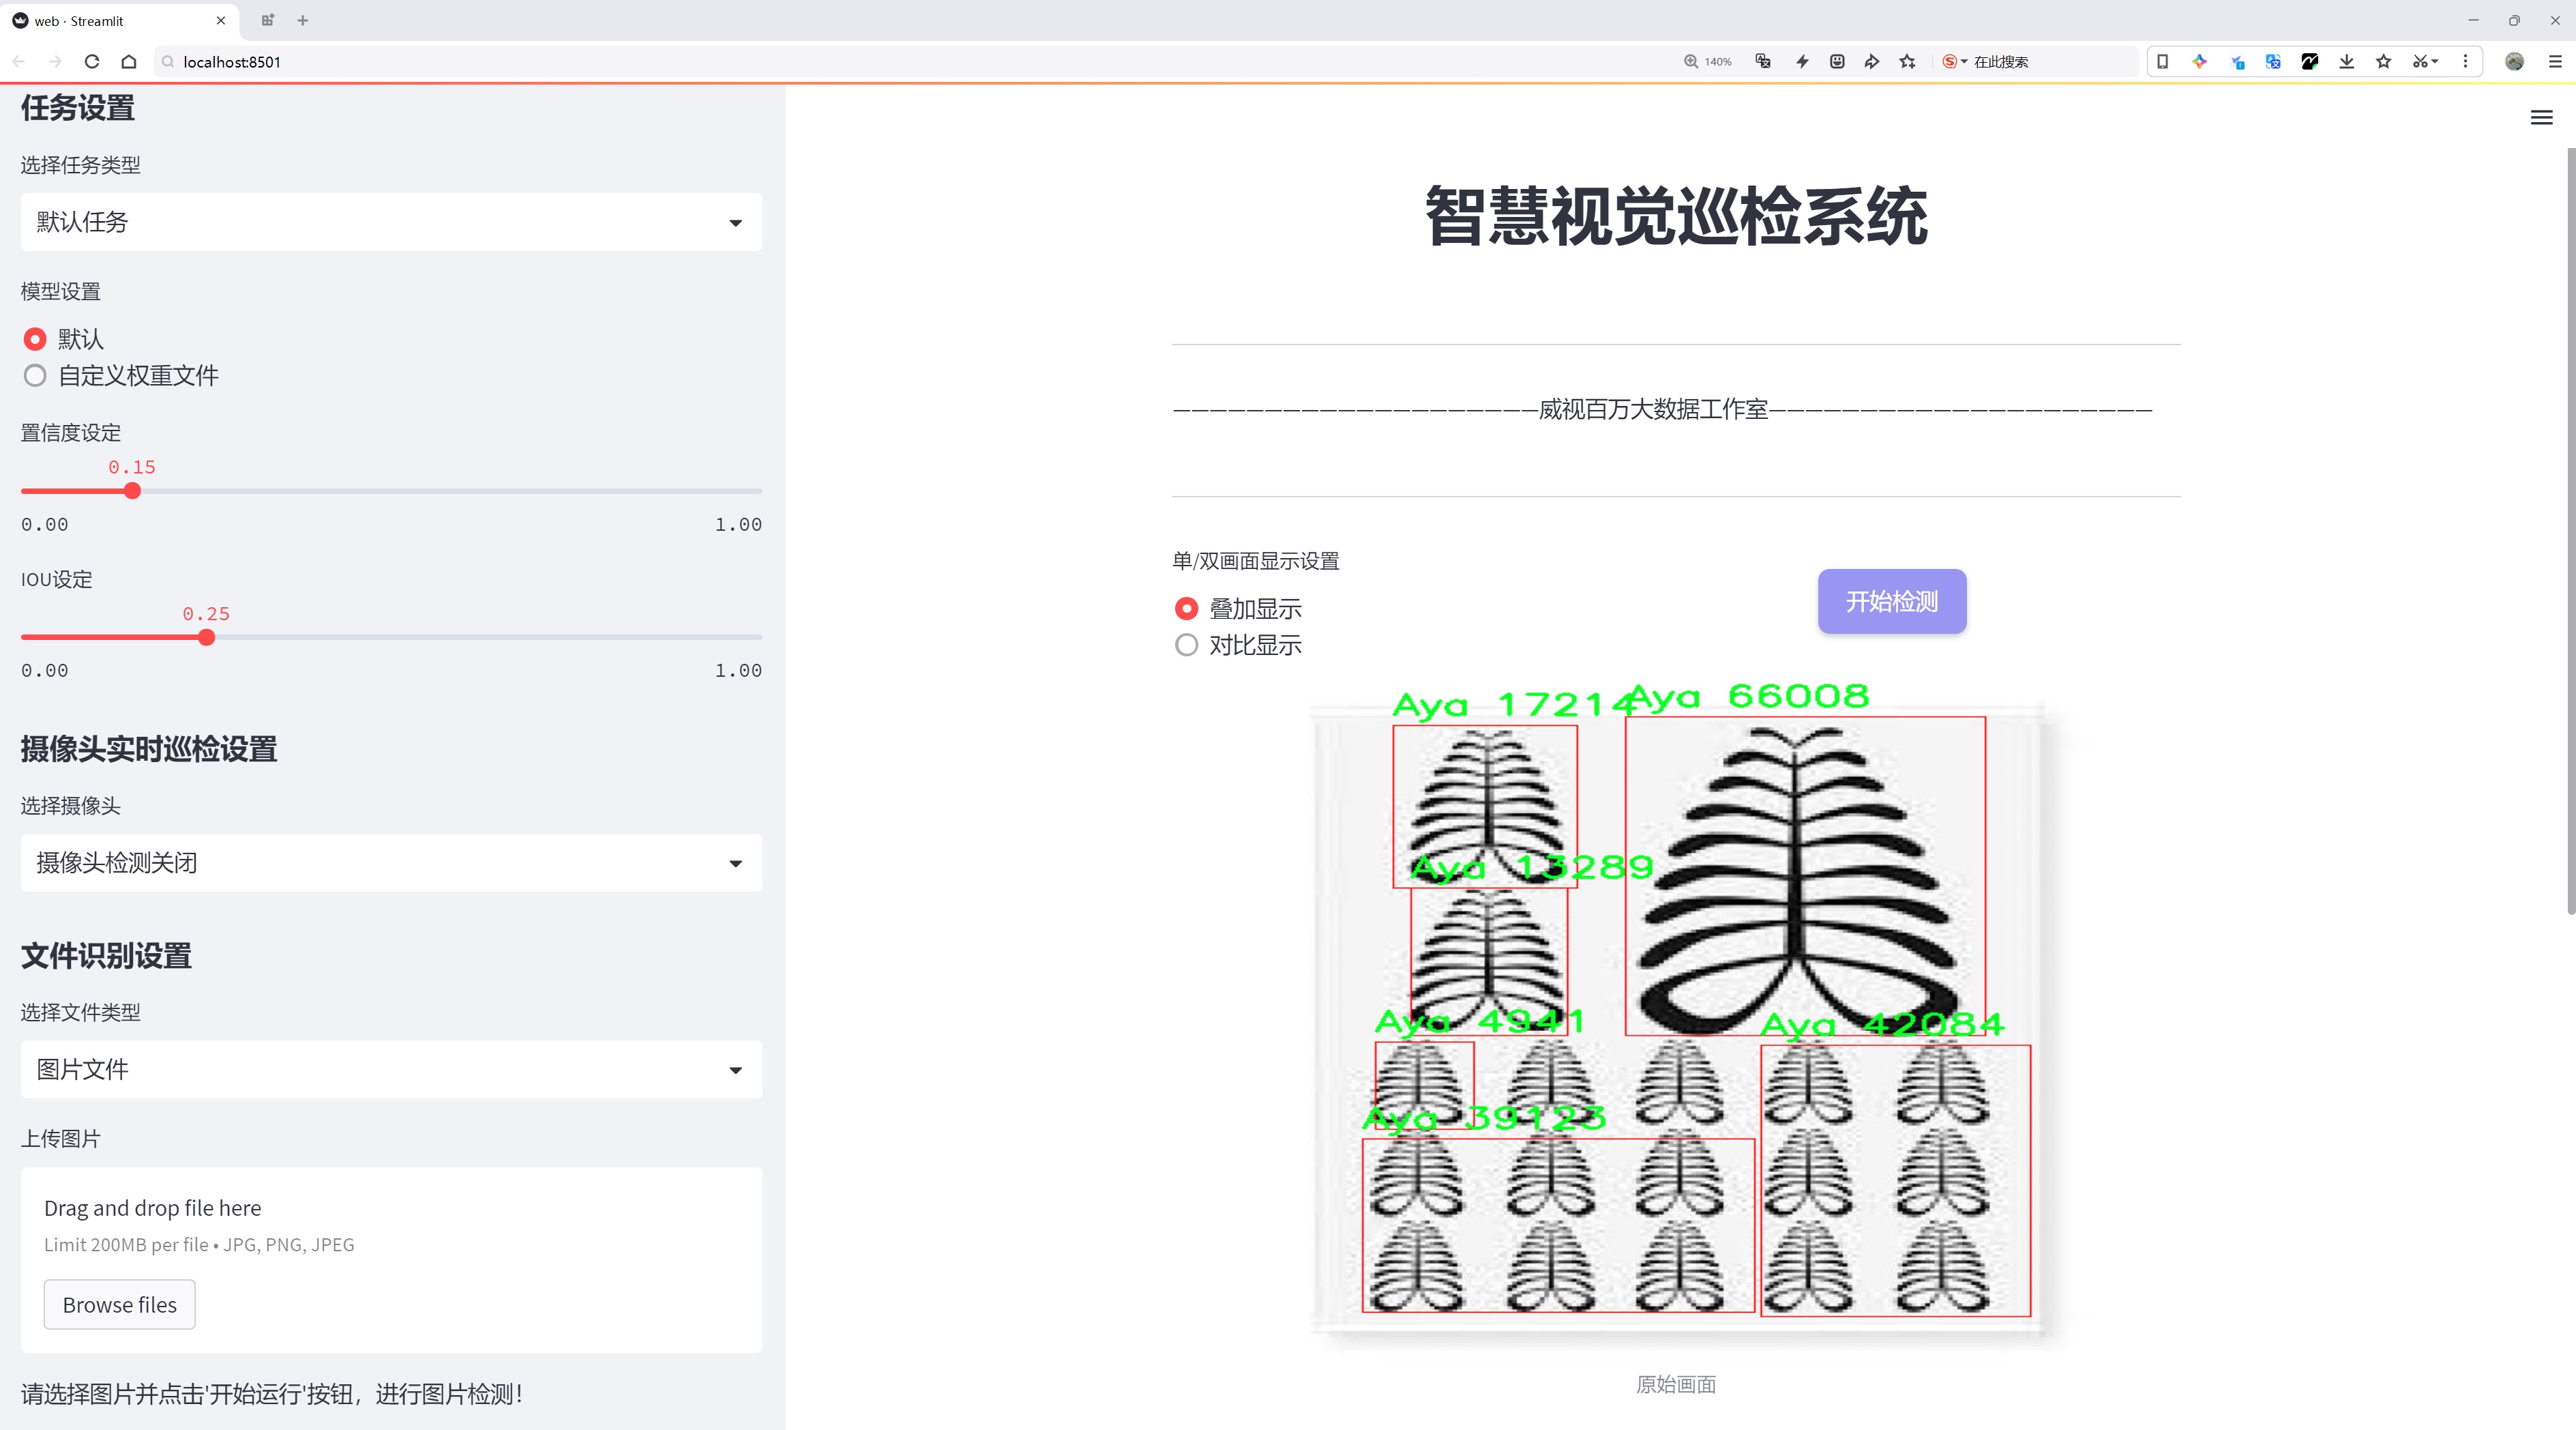 web · Streamlit
localhost:8501
140%
在此搜索
任务设置
选择任务类型
默认任务
模型设置
默认
自定义权重文件
置信度设定
0.15
0.00
1.00
IOU设定
0.25
0.00
1.00
摄像头实时巡检设置
选择摄像头
摄像头检测关闭
文件识别设置
选择文件类型
图片文件
上传图片
Drag and drop file here
Limit 200MB per file • JPG, PNG, JPEG
Browse files
请选择图片并点击'开始运行'按钮，进行图片检测！
智慧视觉巡检系统
————————————————————威视百万大数据工作室—————————————————————
单/双画面显示设置
叠加显示
对比显示
开始检测
Aya 17214
Aya 66008
Aya 13289
Aya 4941
Aya 42084
Aya 39123
原始画面